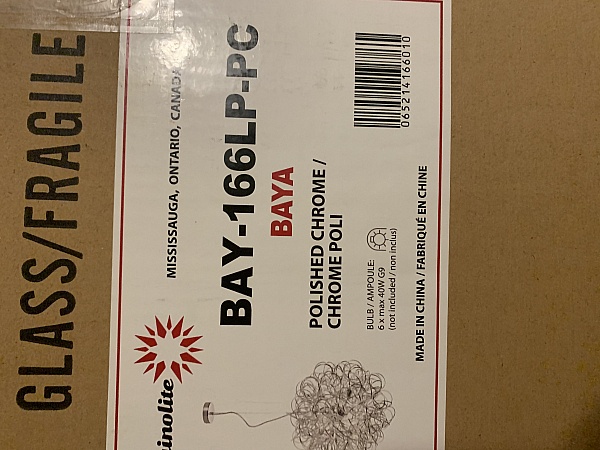 GLASS/FRAGILE
MISSISSAUGA, ONTARIO, CANADA
BAY-166LP-PC
BAYA
POLISHED CHROME /
CHROME POLI
BULB / AMPOULE:
6 x max 40W G9
(not included / non inclus)
MADE IN CHINA / FABRIQUÉ EN CHINE
065214166010